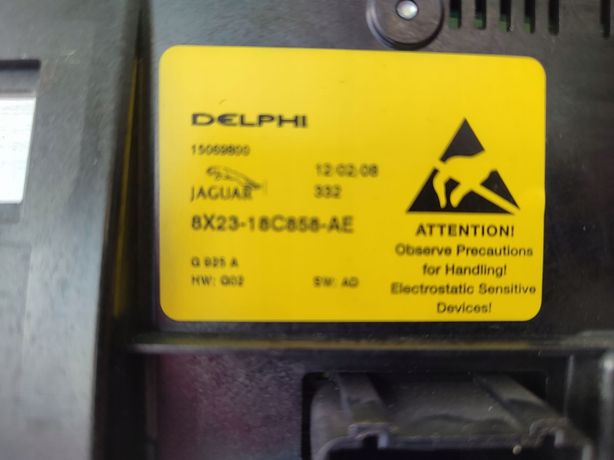 DELPHI
15069800
12 02 08
JAGUAR
332
8X23-18C858-AE
G 925 A
HW: G02 SW: AD
ATTENTION!
Observe Precautions
for Handling!
Electrostatic Sensitive
Devices!